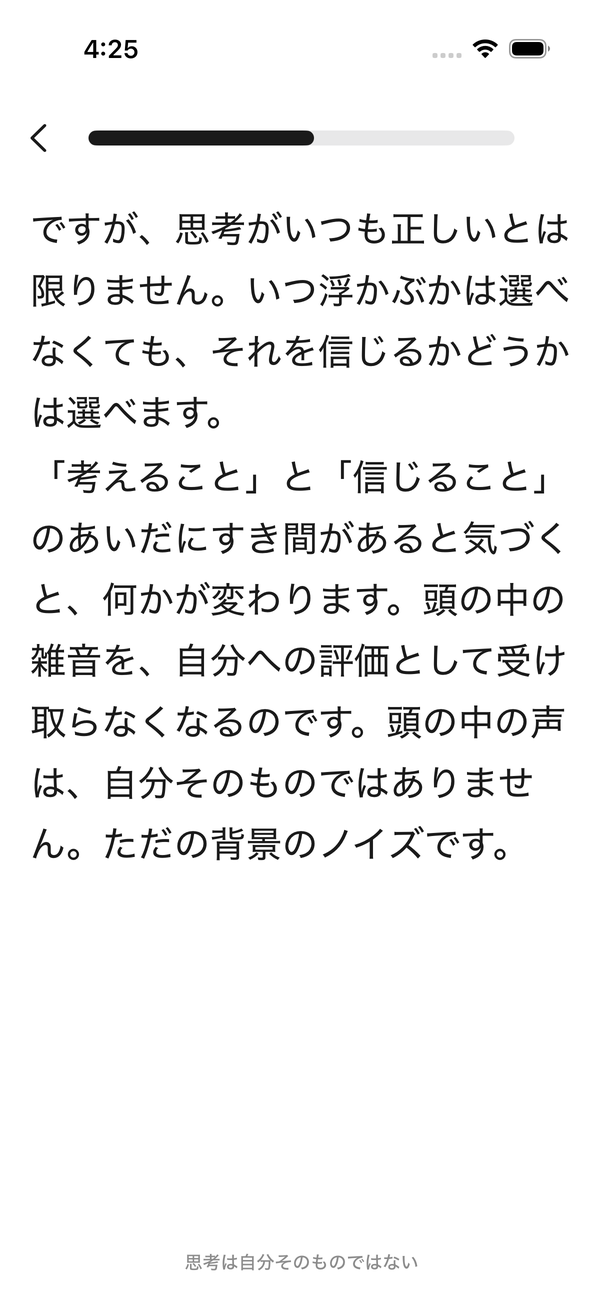 4:25
ですが、思考がいつも正しいとは
限りません。いつ浮かぶかは選べ
なくても、それを信じるかどうか
は選べます。
「考えること」と「信じること」
のあいだにすき間があると気づく
と、何かが変わります。頭の中の
雑音を、自分への評価として受け
取らなくなるのです。頭の中の声
は、自分そのものではありませ
ん。ただの背景のノイズです。
思考は自分そのものではない